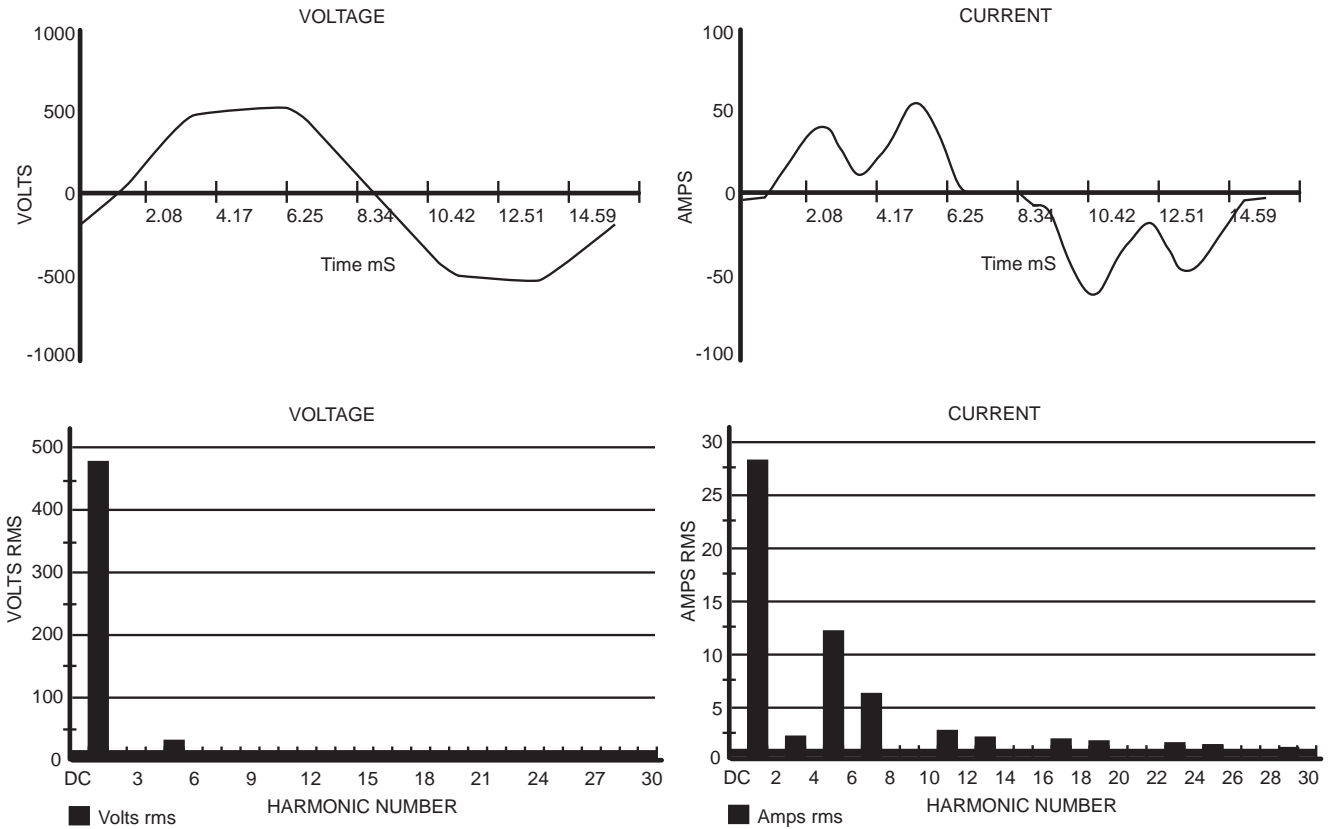 VOLTAGE
1000
500
0
-500
-1000
VOLTS
2.08 4.17 6.25 8.34 10.42 12.51 14.59
Time mS
CURRENT
100
50
0
-50
-100
AMPS
2.08 4.17 6.25 8.34 10.42 12.51 14.59
Time mS
VOLTAGE
500
400
300
200
100
0
VOLTS RMS
DC 3 6 9 12 15 18 21 24 27 30
HARMONIC NUMBER
Volts rms
CURRENT
30
25
20
15
10
5
0
AMPS RMS
DC 2 4 6 8 10 12 14 16 18 20 22 24 26 28 30
HARMONIC NUMBER
Amps rms